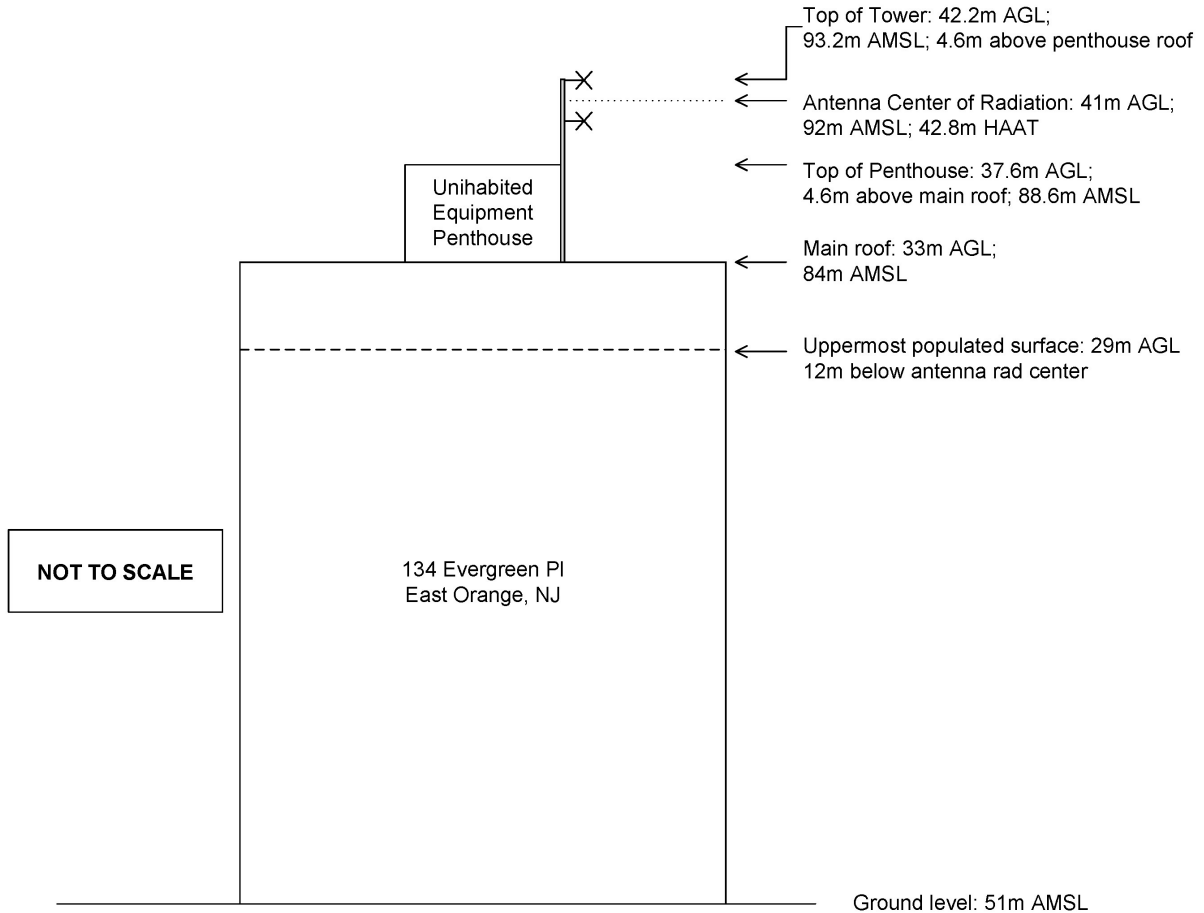 Top of Tower: 42.2m AGL;
93.2m AMSL; 4.6m above penthouse roof
Antenna Center of Radiation: 41m AGL;
92m AMSL; 42.8m HAAT
Top of Penthouse: 37.6m AGL;
4.6m above main roof; 88.6m AMSL
Unihabited
Equipment
Penthouse
Main roof: 33m AGL;
84m AMSL
Uppermost populated surface: 29m AGL
12m below antenna rad center
NOT TO SCALE
134 Evergreen Pl
East Orange, NJ
Ground level: 51m AMSL